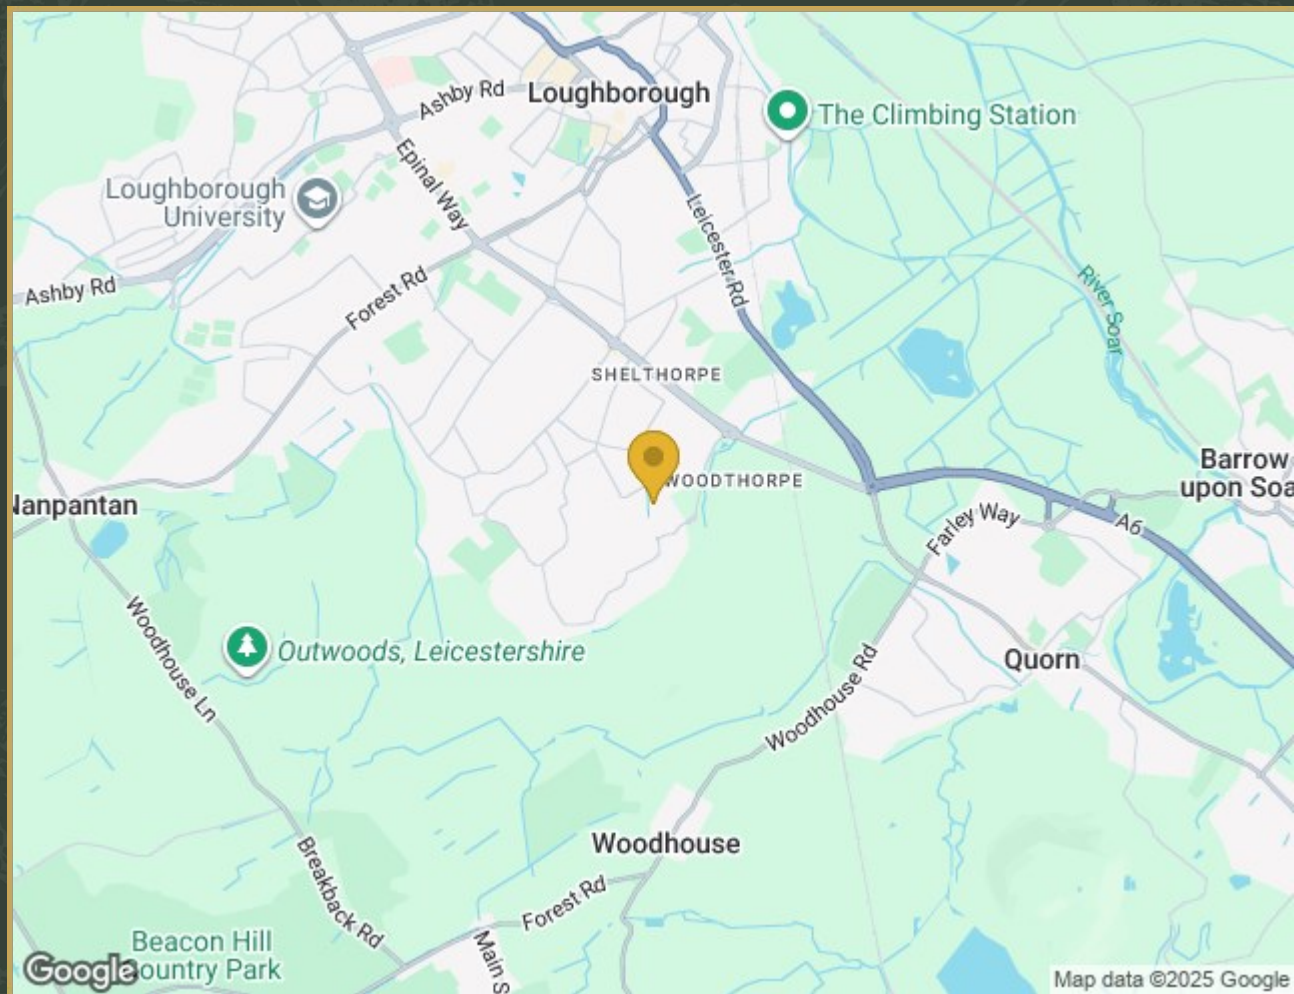 Ashby Rd
Loughborough
The Climbing Station
Epinal Way
Loughborough
University
Leicester Rd
Ashby Rd
Forest Rd
River Soar
SHELTHORPE
WOODTHORPE
Barrow
upon Soa
Nanpantan
Farley Way
A6
Woodhouse Ln
Outwoods, Leicestershire
Quorn
Woodhouse Rd
Woodhouse
Breakback Rd
Forest Rd
Main S
Beacon Hill
Country Park
Google
Map data ©2025 Google